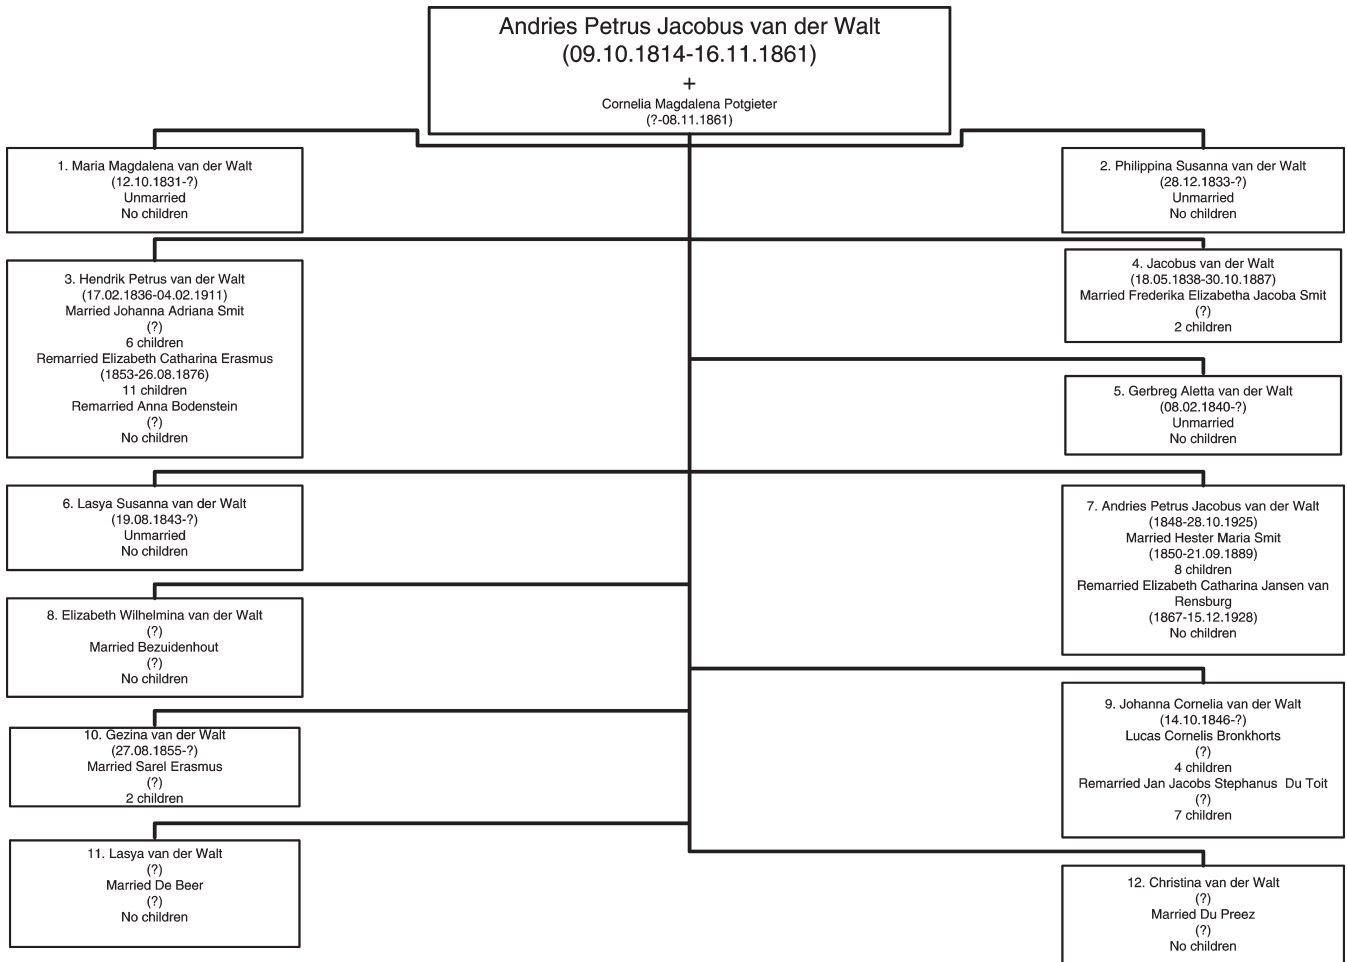 Andries Petrus Jacobus van der Walt
(09.10.1814-16.11.1861)
+
Cornelia Magdalena Potgieter
(?-08.11.1861)
1. Maria Magdalena van der Walt
(12.10.1831-?)
Unmarried
No children
2. Philippina Susanna van der Walt
(28.12.1833-?)
Unmarried
No children
3. Hendrik Petrus van der Walt
(17.02.1836-04.02.1911)
Married Johanna Adriana Smit
(?)
6 children
Remarried Elizabeth Catharina Erasmus
(1853-26.08.1876)
11 children
Remarried Anna Bodenstein
(?)
No children
4. Jacobus van der Walt
(18.05.1838-30.10.1887)
Married Frederika Elizabetha Jacoba Smit
(?)
2 children
5. Gerbreg Aletta van der Walt
(08.02.1840-?)
Unmarried
No children
6. Lasya Susanna van der Walt
(19.08.1843-?)
Unmarried
No children
7. Andries Petrus Jacobus van der Walt
(1848-28.10.1925)
Married Hester Maria Smit
(1850-21.09.1889)
8 children
Remarried Elizabeth Catharina Jansen van
Rensburg
(1867-15.12.1928)
No children
8. Elizabeth Wilhelmina van der Walt
(?)
Married Bezuidenhout
(?)
No children
9. Johanna Cornelia van der Walt
(14.10.1846-?)
Lucas Cornelis Bronkhorts
(?)
4 children
Remarried Jan Jacobs Stephanus  Du Toit
(?)
7 children
10. Gezina van der Walt
(27.08.1855-?)
Married Sarel Erasmus
(?)
2 children
11. Lasya van der Walt
(?)
Married De Beer
(?)
No children
12. Christina van der Walt
(?)
Married Du Preez
(?)
No children